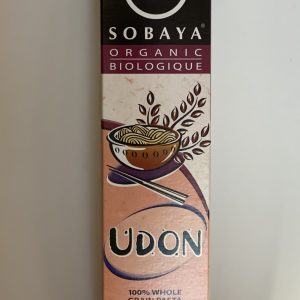 SOBAYA®
ORGANIC
BIOLOGIQUE
UDON
100% WHOLE
GRAIN PASTA